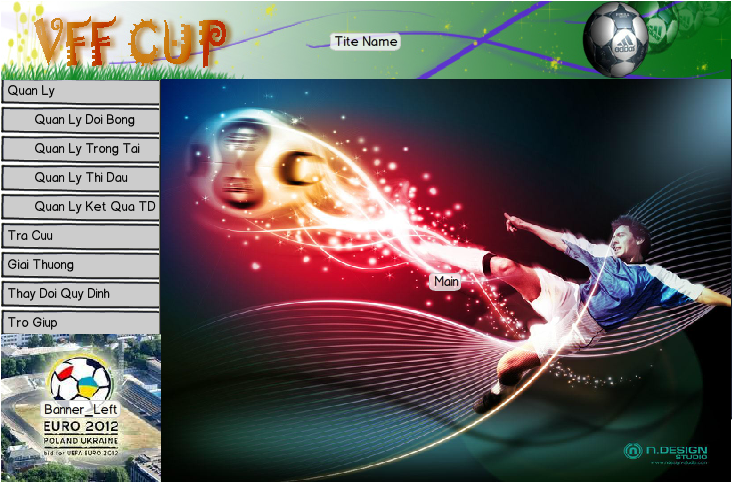 VFF CUP
Tite Name
adidas
Quan Ly
Quan Ly Doi Bong
Quan Ly Trong Tai
Quan Ly Thi Dau
Quan Ly Ket Qua TD
Tra Cuu
Giai Thuong
Thay Doi Quy Dinh
Tro Giup
Main
Banner_Left
EURO 2012
POLAND UKRAINE
bid for UEFA EURO 2012
n.DESIGN
STUDIO